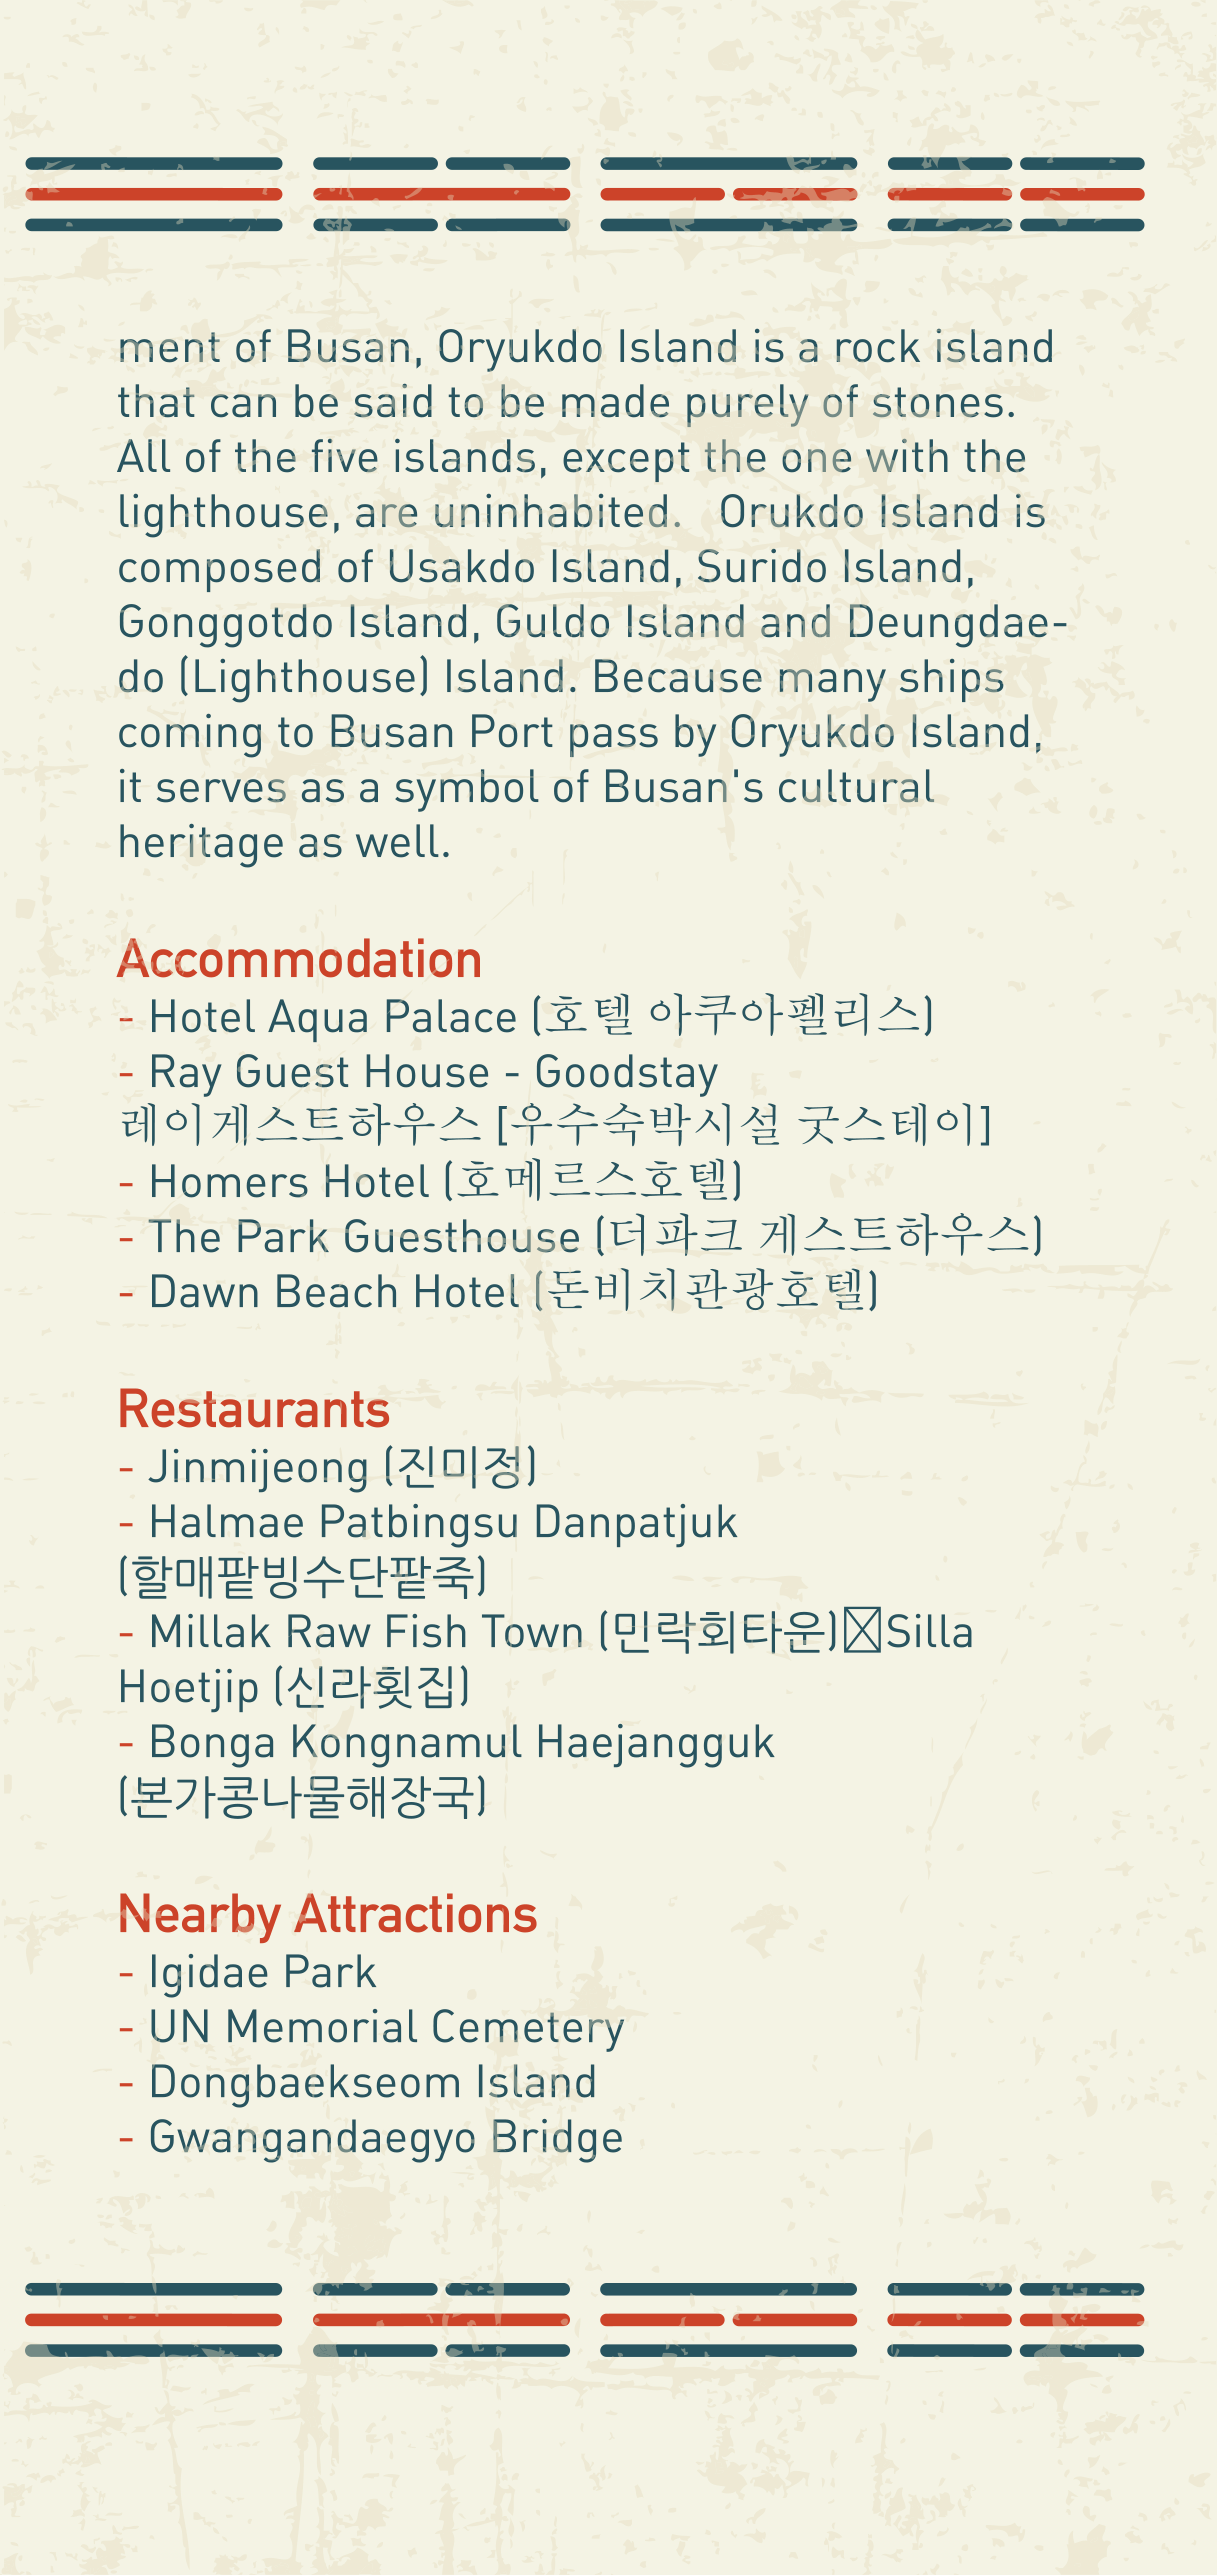 ment of Busan, Oryukdo Island is a rock island
that can be said to be made purely of stones.
All of the five islands, except the one with the
lighthouse, are uninhabited.   Orukdo Island is
composed of Usakdo Island, Surido Island,
Gonggotdo Island, Guldo Island and Deungdae-
do (Lighthouse) Island. Because many ships
coming to Busan Port pass by Oryukdo Island,
it serves as a symbol of Busan's cultural
heritage as well.
Accommodation
- Hotel Aqua Palace (호텔 아쿠아펠리스)
- Ray Guest House - Goodstay
레이게스트하우스 [우수숙박시설 굿스테이]
- Homers Hotel (호메르스호텔)
- The Park Guesthouse (더파크 게스트하우스)
- Dawn Beach Hotel (돈비치관광호텔)
Restaurants
- Jinmijeong (진미정)
- Halmae Patbingsu Danpatjuk
(할매팥빙수단팥죽)
- Millak Raw Fish Town (민락회타운)☒Silla
Hoetjip (신라횟집)
- Bonga Kongnamul Haejangguk
(본가콩나물해장국)
Nearby Attractions
- Igidae Park
- UN Memorial Cemetery
- Dongbaekseom Island
- Gwangandaegyo Bridge